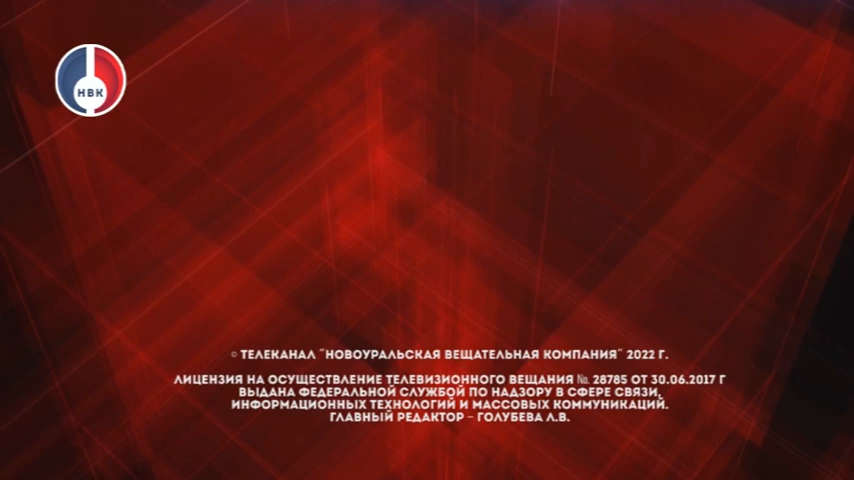 НВК
© ТЕЛЕКАНАЛ "НОВОУРАЛЬСКАЯ ВЕЩАТЕЛЬНАЯ КОМПАНИЯ" 2022 Г.
ЛИЦЕНЗИЯ НА ОСУЩЕСТВЛЕНИЕ ТЕЛЕВИЗИОННОГО ВЕЩАНИЯ №. 28785 ОТ 30.06.2017 Г
ВЫДАНА ФЕДЕРАЛЬНОЙ СЛУЖБОЙ ПО НАДЗОРУ В СФЕРЕ СВЯЗИ,
ИНФОРМАЦИОННЫХ ТЕХНОЛОГИЙ И МАССОВЫХ КОММУНИКАЦИЙ.
ГЛАВНЫЙ РЕДАКТОР – ГОЛУБЕВА Л.В.